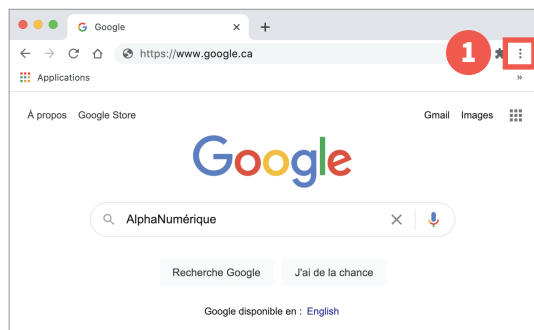 Google
https://www.google.ca
1
Applications
»
À propos Google Store
Gmail Images
Google
AlphaNumérique
Recherche Google J'ai de la chance
Google disponible en : English